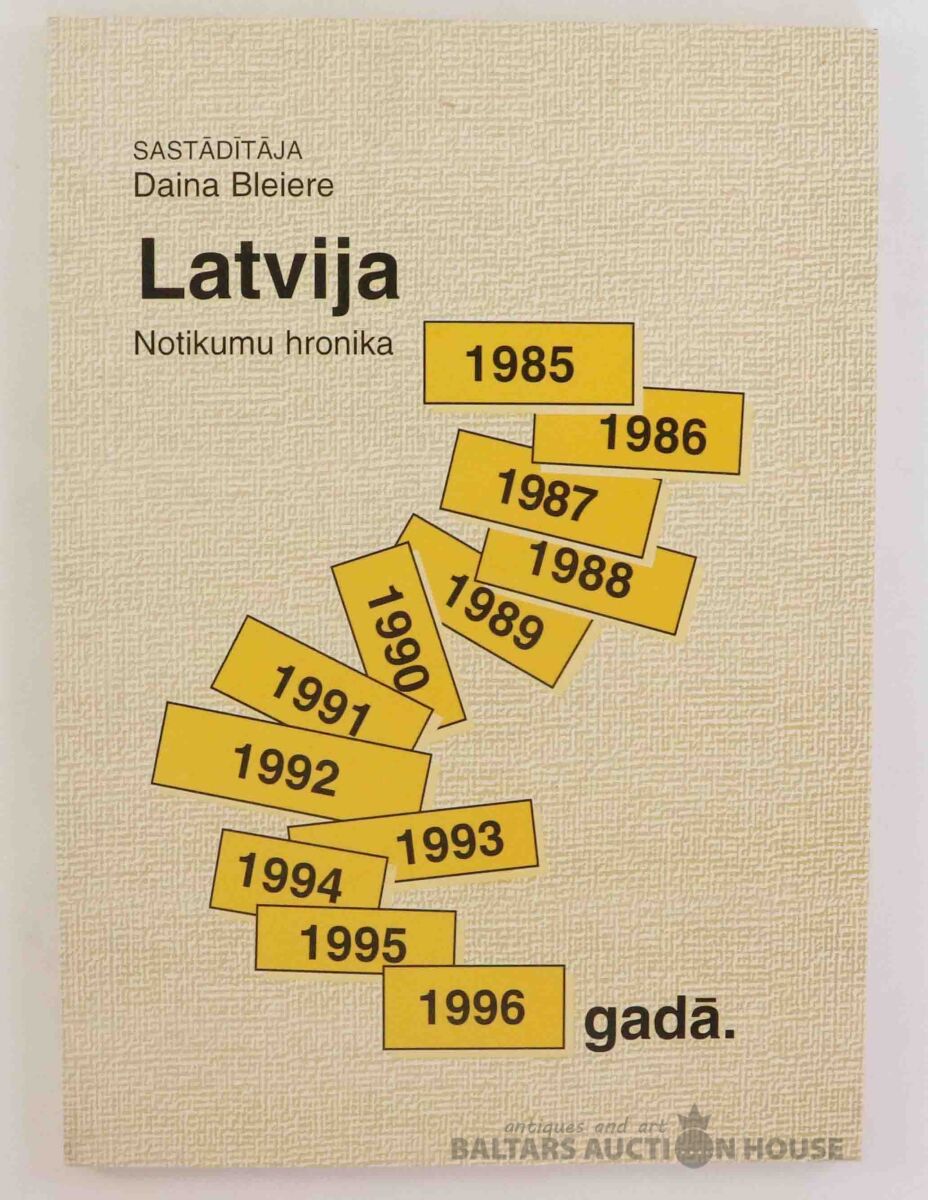 SASTĀDĪTĀJA
Daina Bleiere
Latvija
Notikumu hronika
1985
1986
1987
1988
1989
1990
1991
1992
1993
1994
1995
1996 gadā.
antiques and art
BALTARS AUCTION HOUSE